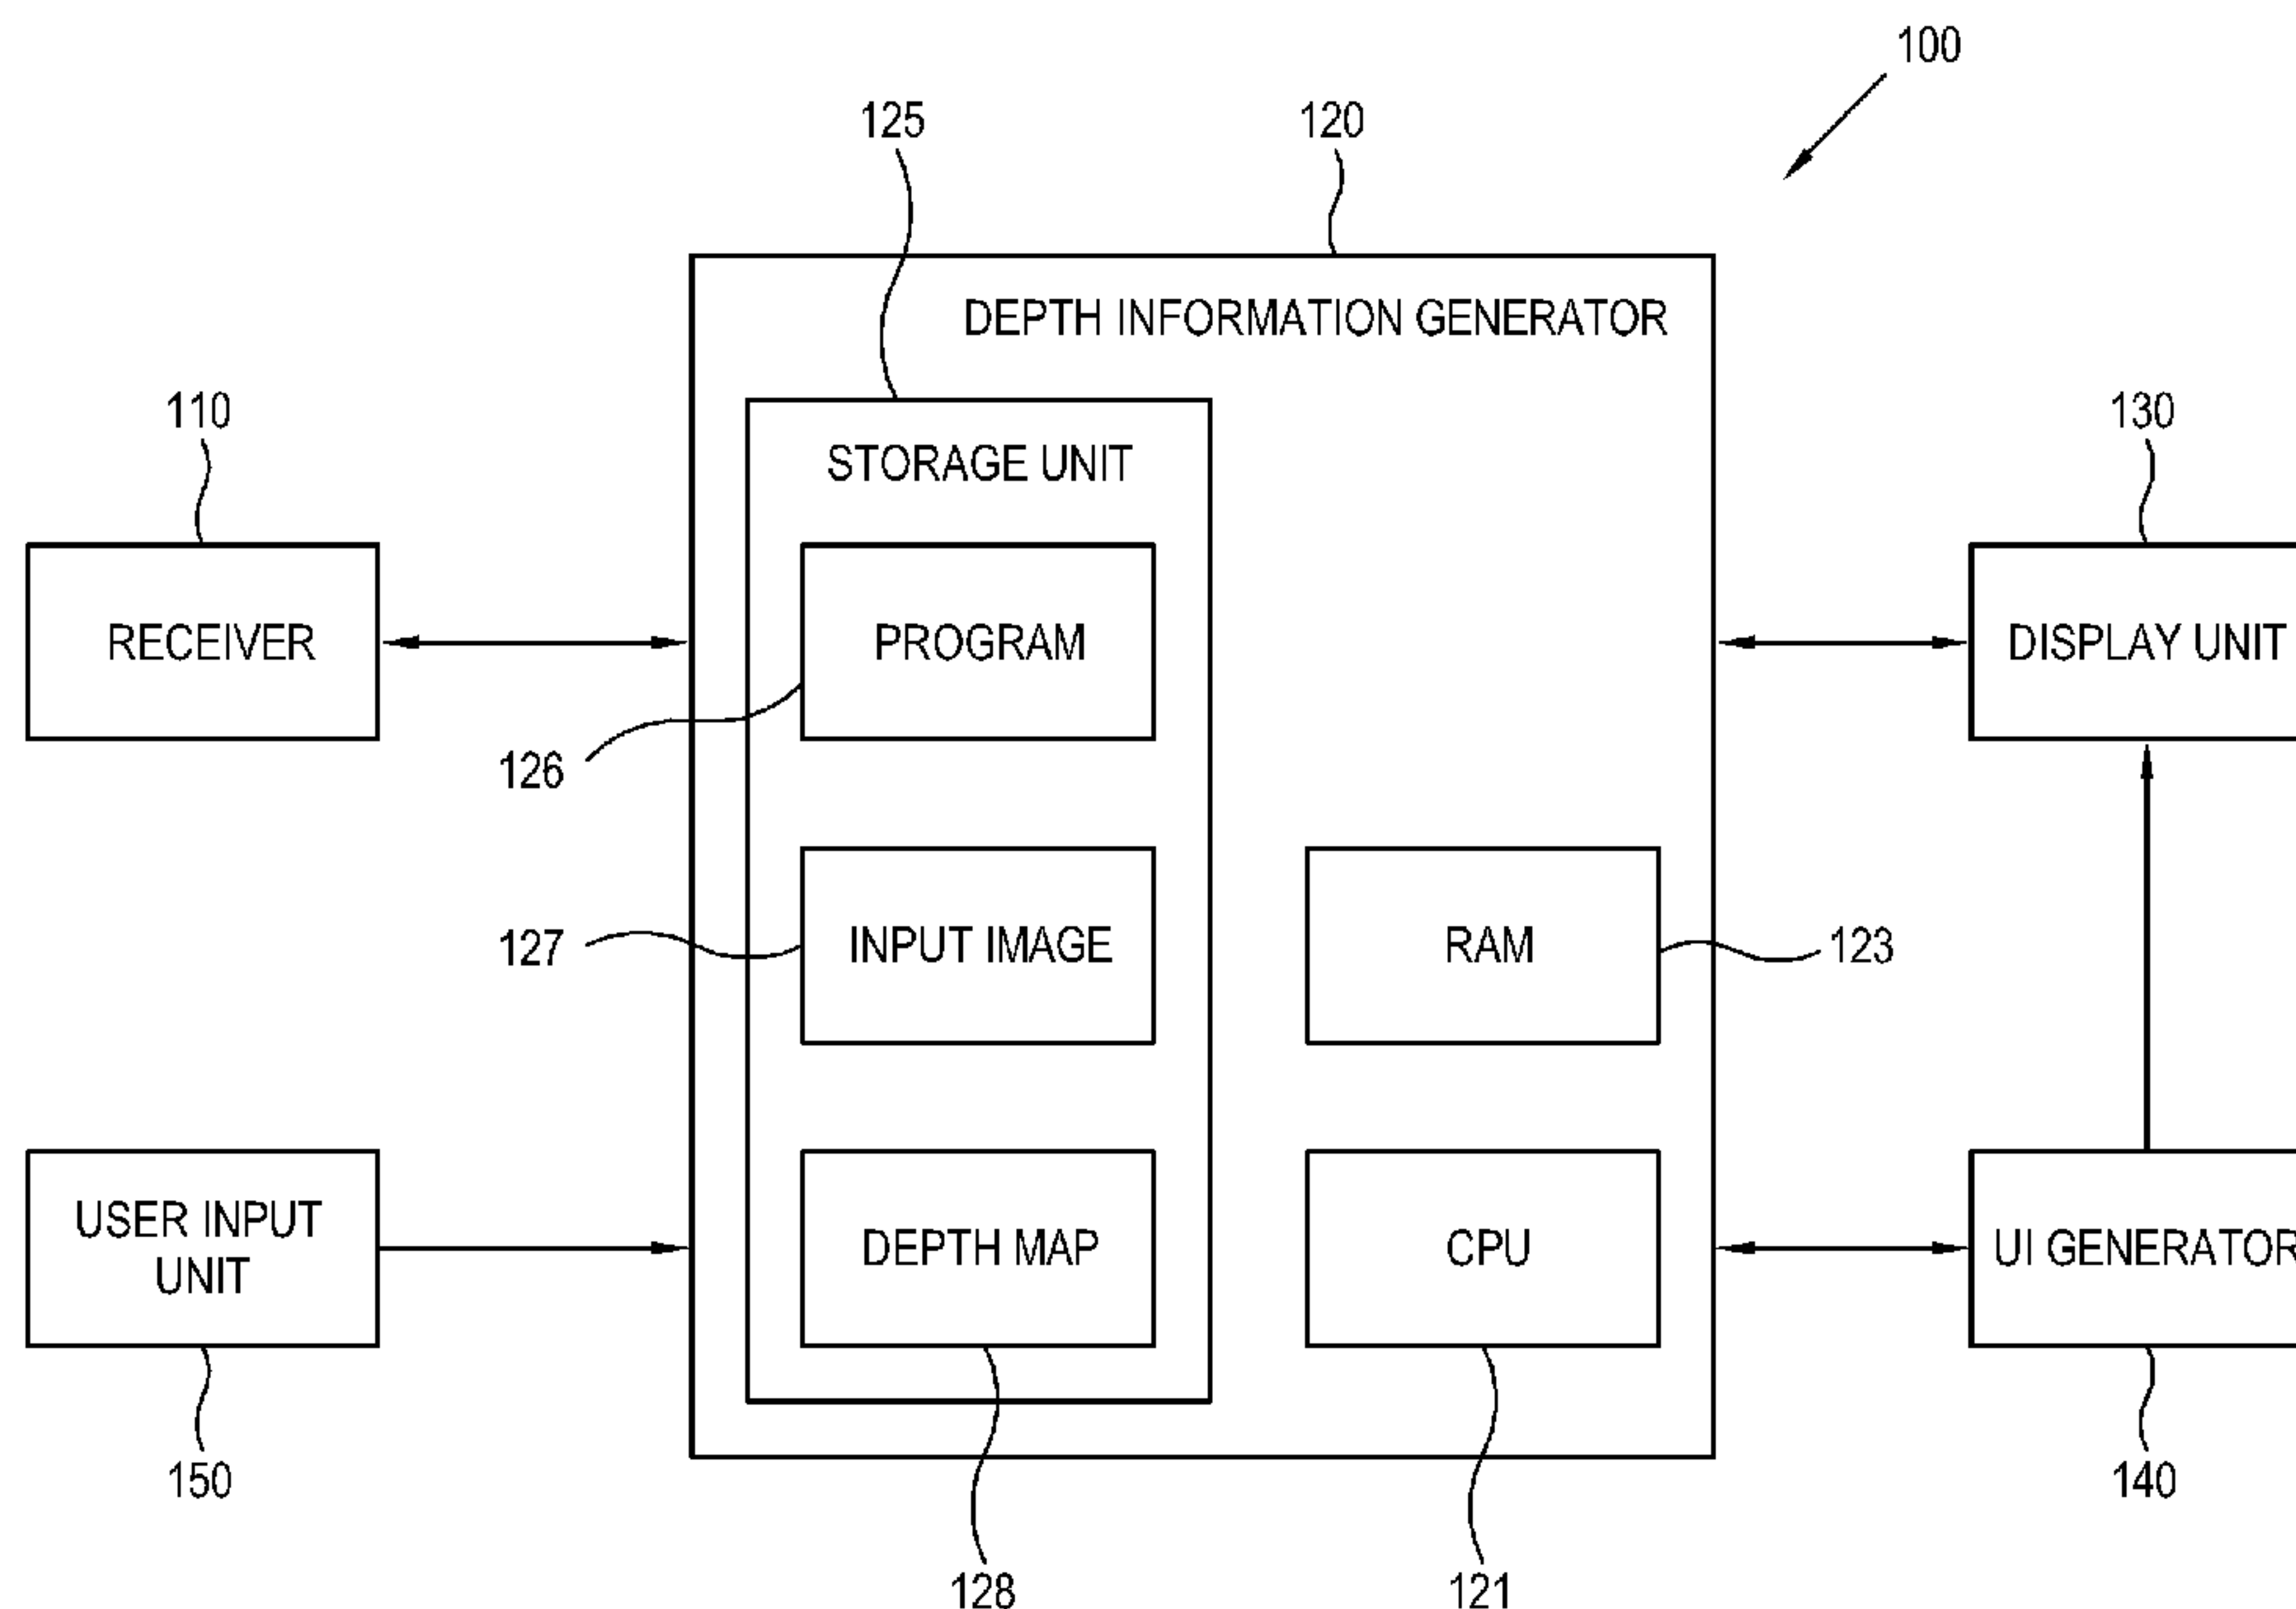 100
125
120
DEPTH INFORMATION GENERATOR
110
130
STORAGE UNIT
RECEIVER
PROGRAM
DISPLAY UNIT
126
127
INPUT IMAGE
RAM
123
USER INPUT
UNIT
DEPTH MAP
CPU
UI GENERATOR
150
140
128
121